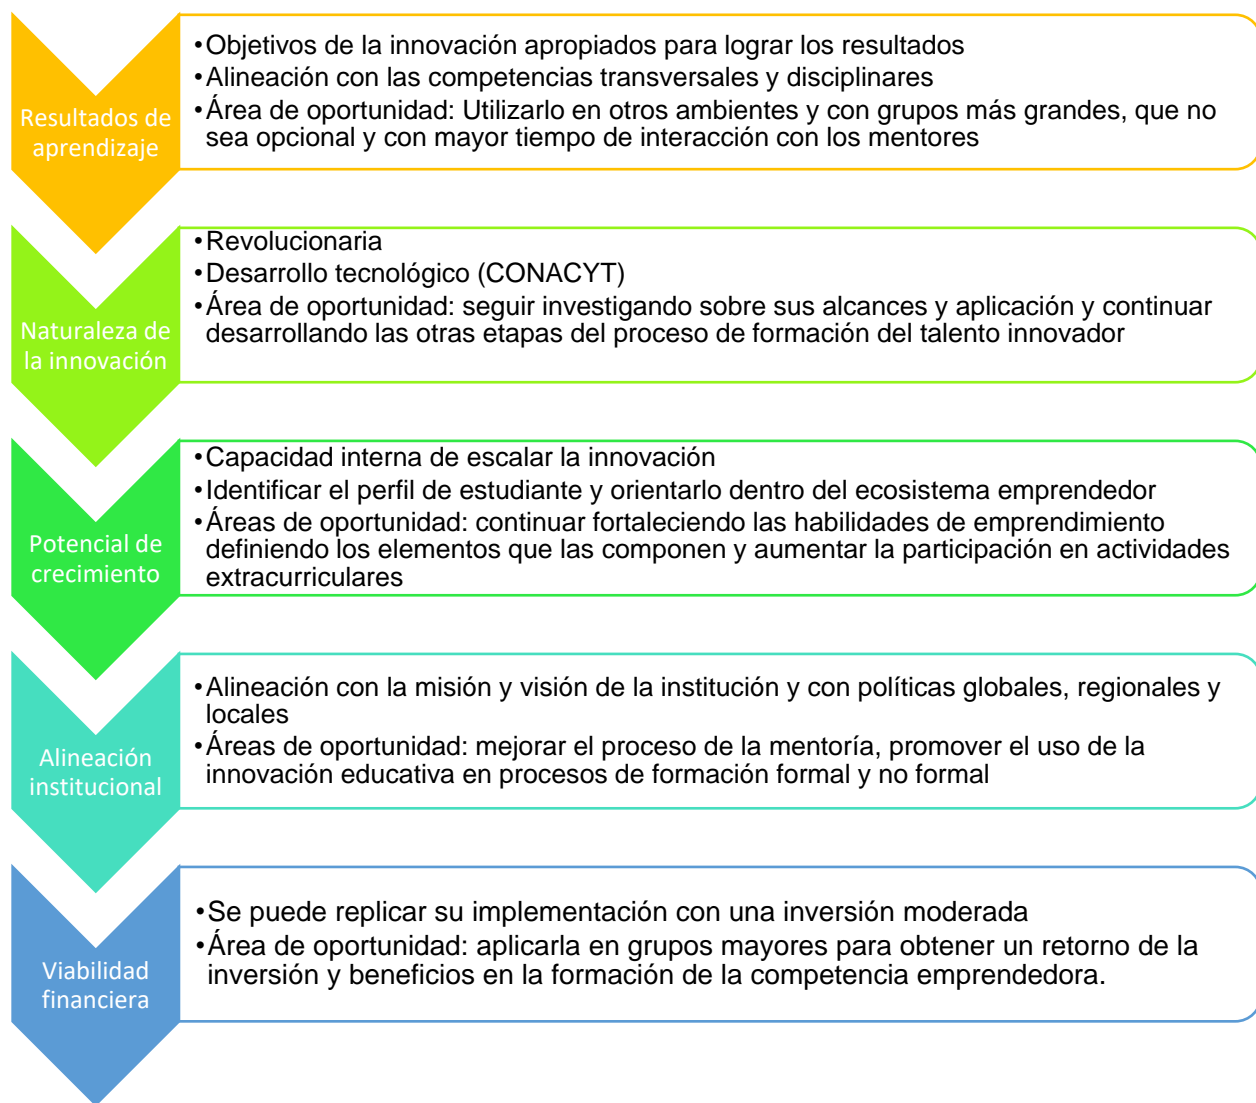 Resultados de
aprendizaje
•Objetivos de la innovación apropiados para lograr los resultados
•Alineación con las competencias transversales y disciplinares
•Área de oportunidad: Utilizarlo en otros ambientes y con grupos más grandes, que no
sea opcional y con mayor tiempo de interacción con los mentores
Naturaleza de
la innovación
•Revolucionaria
•Desarrollo tecnológico (CONACYT)
•Área de oportunidad: seguir investigando sobre sus alcances y aplicación y continuar
desarrollando las otras etapas del proceso de formación del talento innovador
Potencial de
crecimiento
•Capacidad interna de escalar la innovación
•Identificar el perfil de estudiante y orientarlo dentro del ecosistema emprendedor
•Áreas de oportunidad: continuar fortaleciendo las habilidades de emprendimiento
definiendo los elementos que las componen y aumentar la participación en actividades
extracurriculares
Alineación
institucional
•Alineación con la misión y visión de la institución y con políticas globales, regionales y
locales
•Áreas de oportunidad: mejorar el proceso de la mentoría, promover el uso de la
innovación educativa en procesos de formación formal y no formal
Viabilidad
financiera
•Se puede replicar su implementación con una inversión moderada
•Área de oportunidad: aplicarla en grupos mayores para obtener un retorno de la
inversión y beneficios en la formación de la competencia emprendedora.